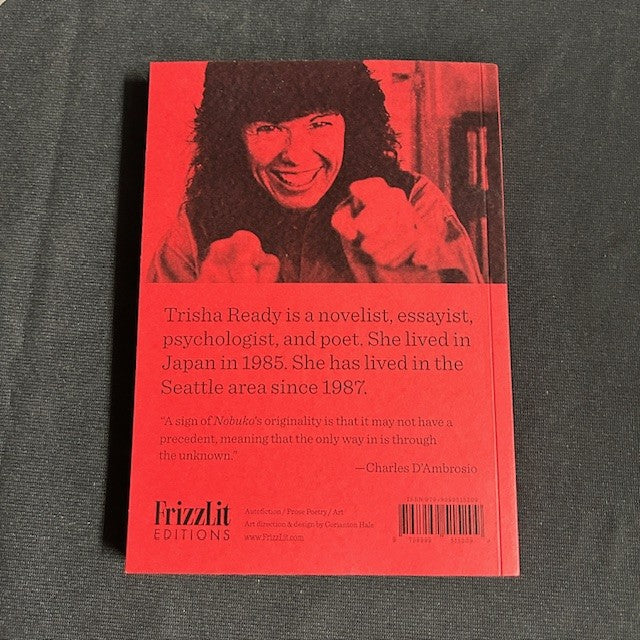 Trisha Ready is a novelist, essayist,
psychologist, and poet. She lived in
Japan in 1985. She has lived in the
Seattle area since 1987.
“A sign of Nobuko's originality is that it may not have a
precedent, meaning that the only way in is through
the unknown.”
—Charles D'Ambrosio
FrizzLit
EDITIONS
Autofiction / Prose Poetry / Art
Art direction & design by Corianton Hale
www.FrizzLit.com